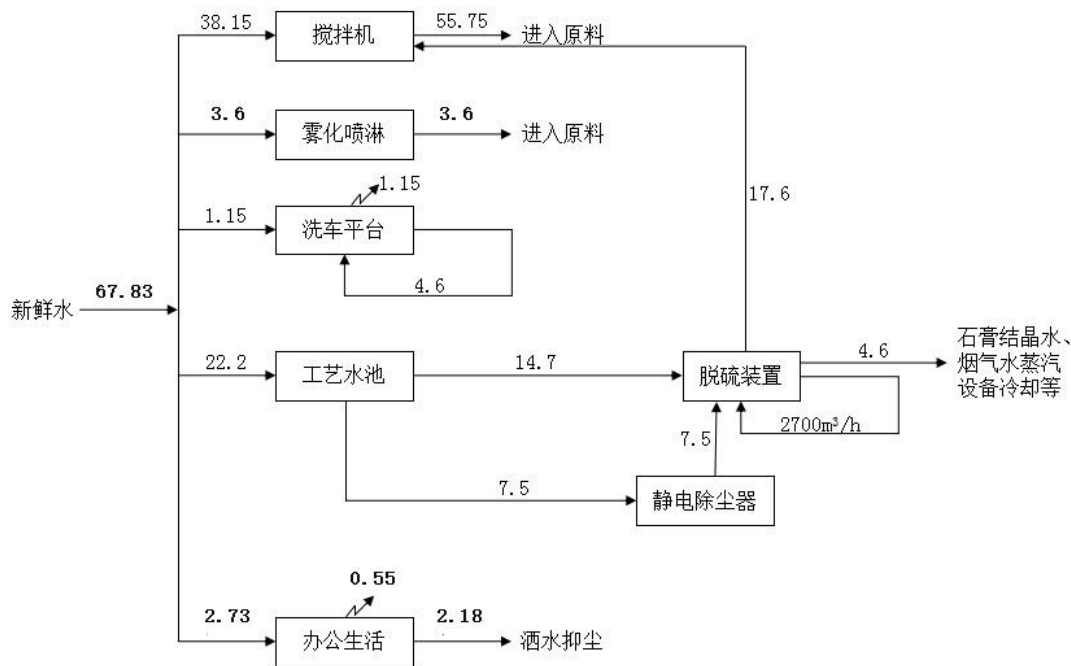 38.15
搅拌机
55.75
进入原料
3.6
雾化喷淋
3.6
进入原料
17.6
1.15
1.15
洗车平台
4.6
新鲜水
67.83
22.2
工艺水池
14.7
脱硫装置
4.6
石膏结晶水、
烟气水蒸汽
设备冷却等
2700m³/h
7.5
7.5
静电除尘器
0.55
2.73
办公生活
2.18
洒水抑尘